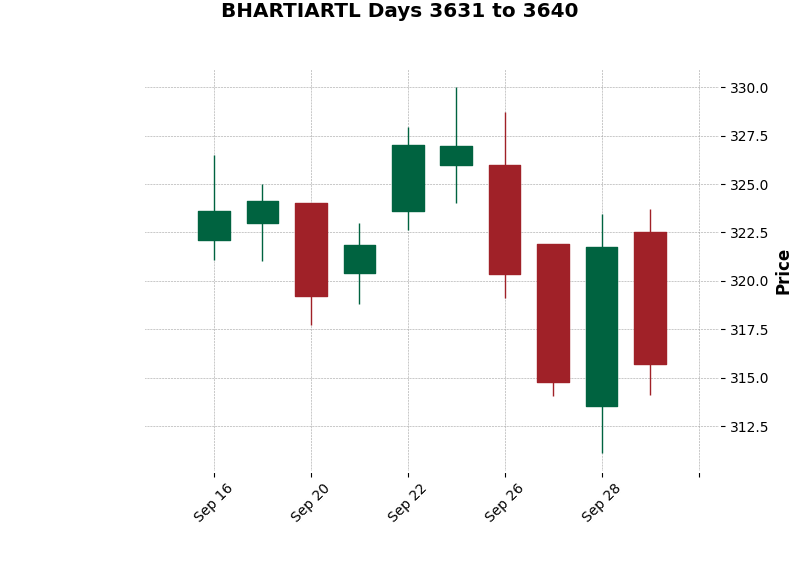 BHARTIARTL Days 3631 to 3640
330.0
327.5
325.0
322.5
320.0
317.5
315.0
312.5
Price
Sep 16
Sep 20
Sep 22
Sep 26
Sep 28